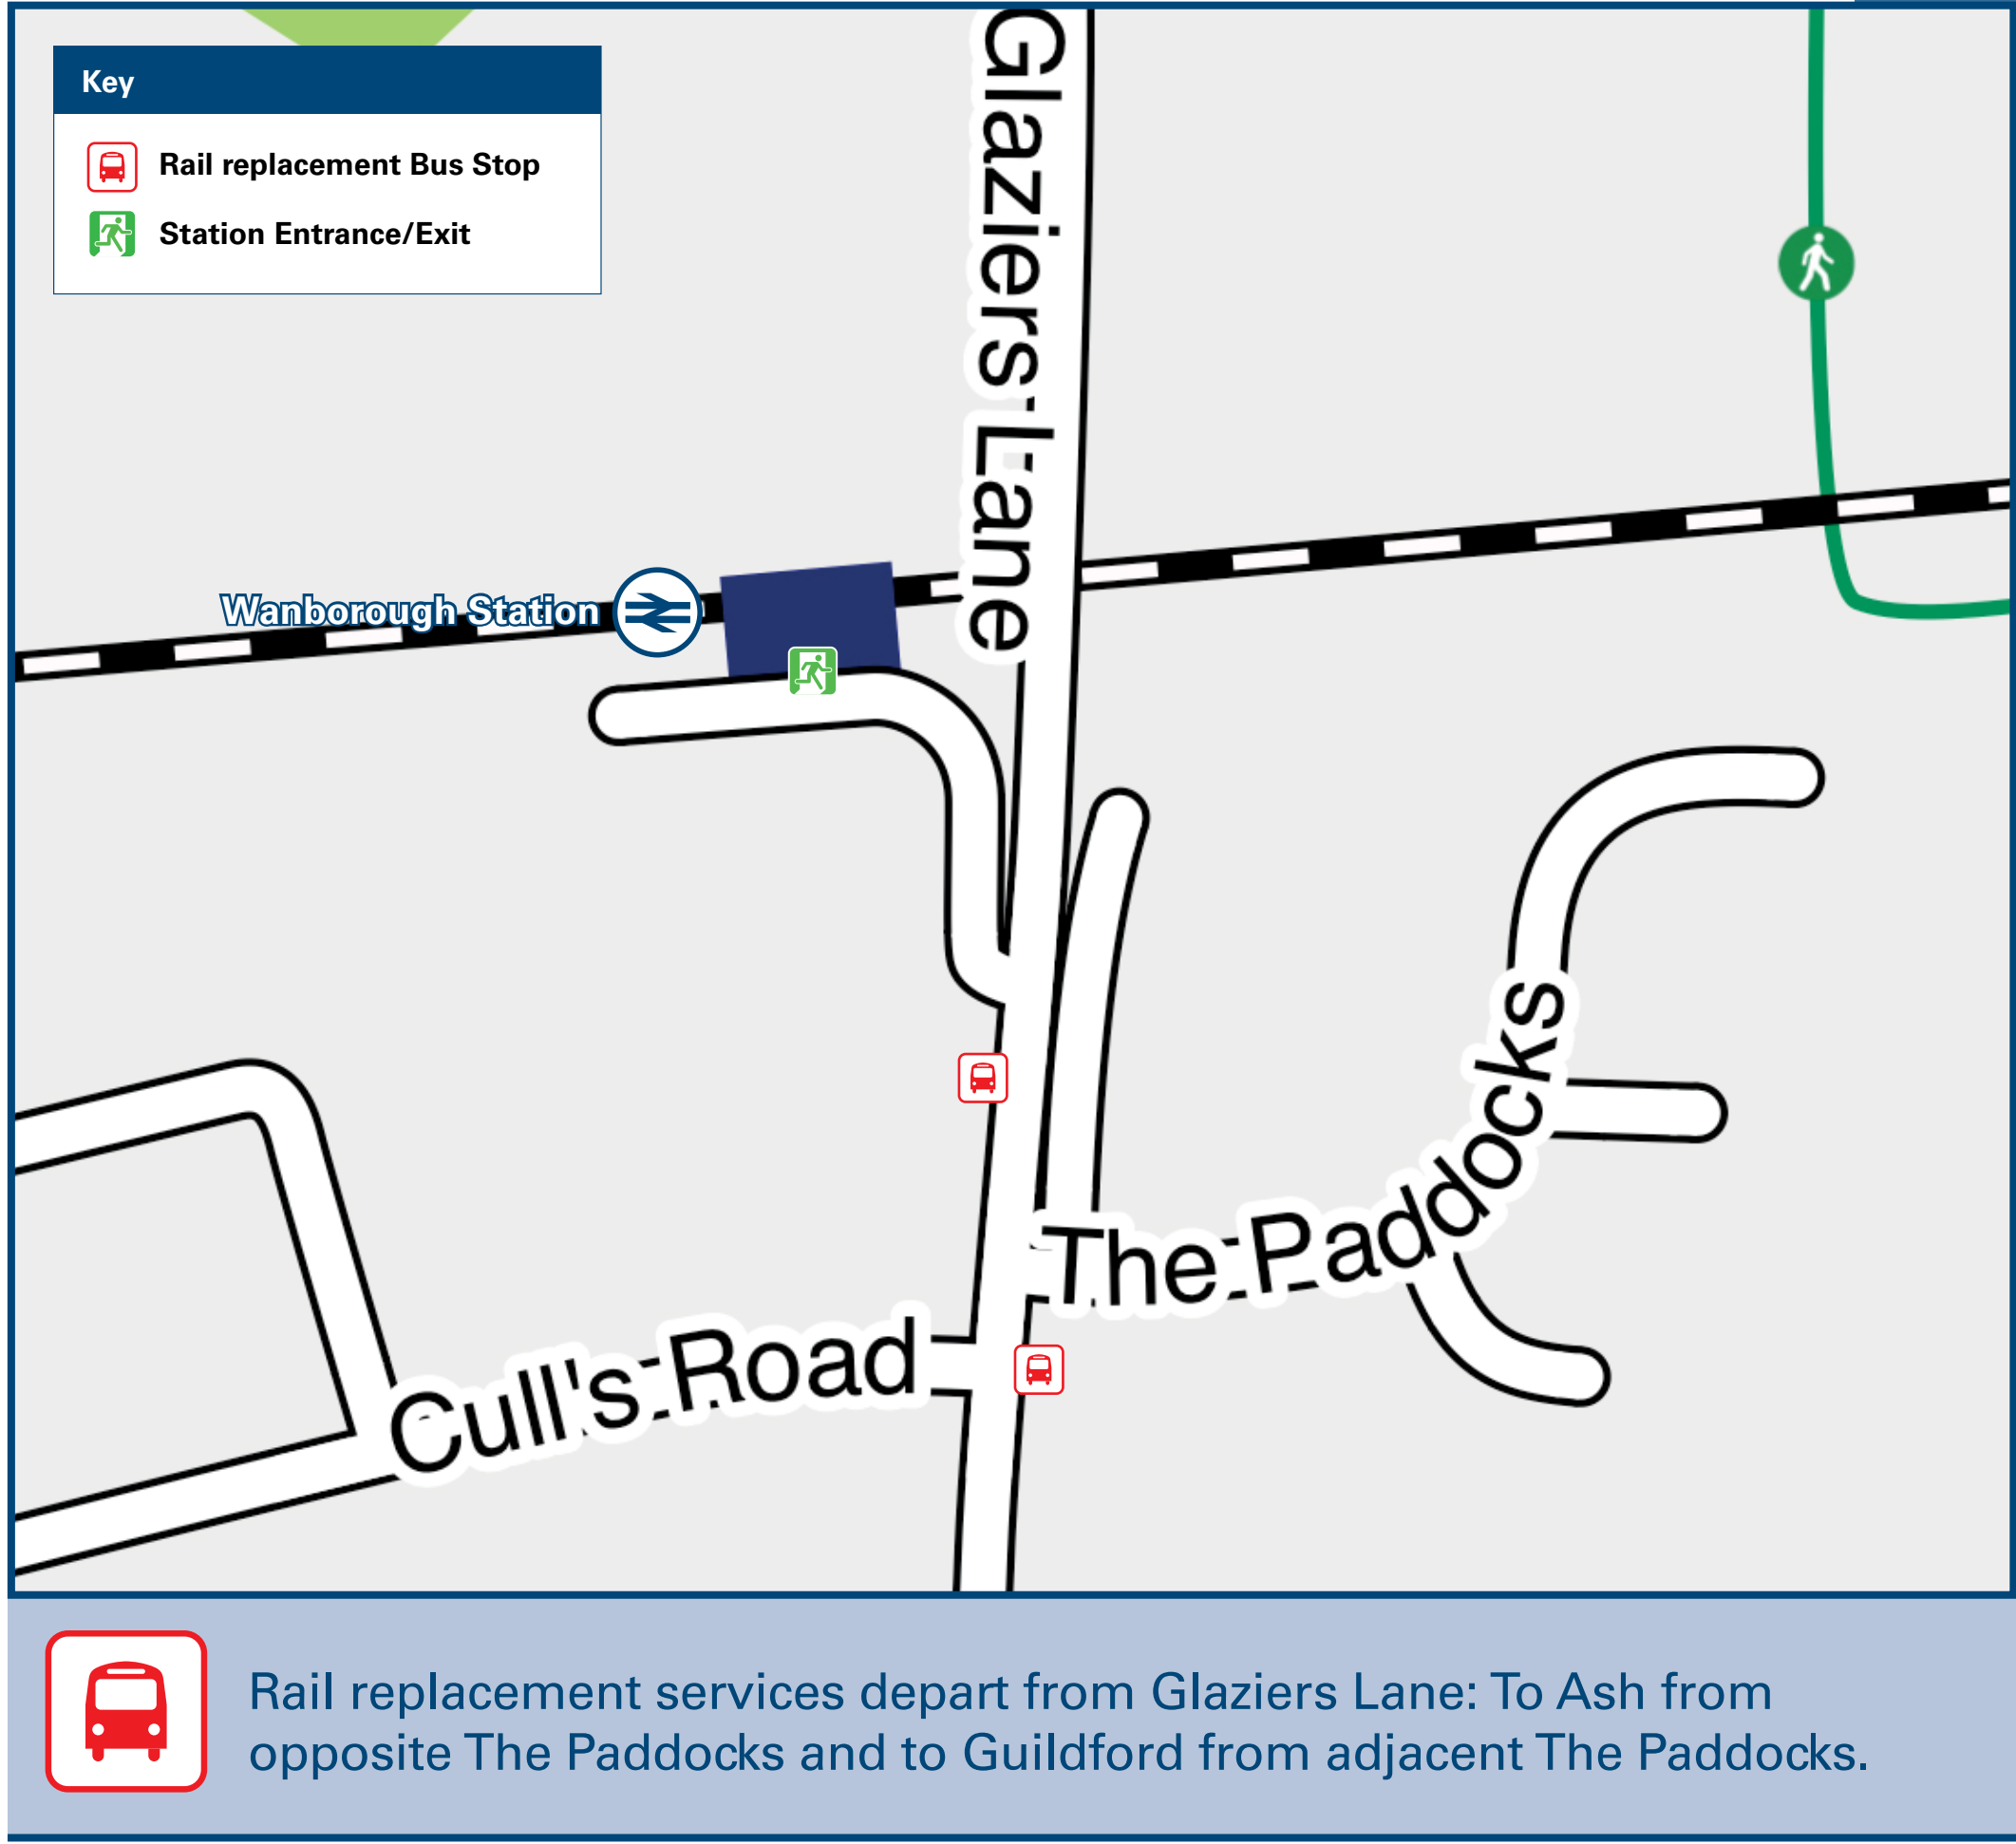 Key
Rail replacement Bus Stop
Station Entrance/Exit
Glaziers Lane
Wanborough Station
The Paddocks
Cull's Road
Rail replacement services depart from Glaziers Lane: To Ash from
opposite The Paddocks and to Guildford from adjacent The Paddocks.